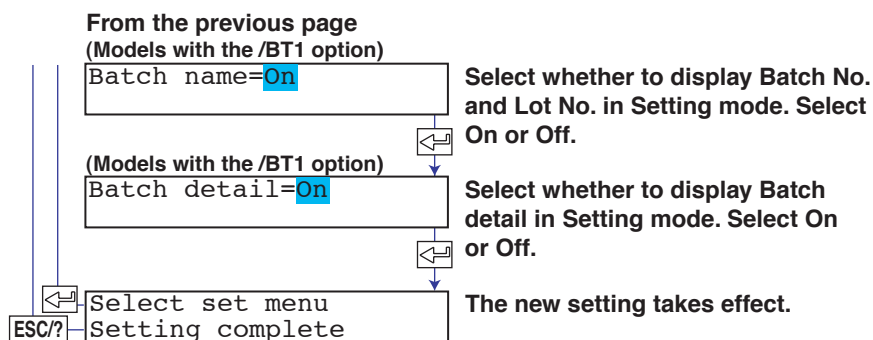 From the previous page
(Models with the /BT1 option)
Batch name=On
Select whether to display Batch No.
and Lot No. in Setting mode. Select
On or Off.
(Models with the /BT1 option)
Batch detail=On
Select whether to display Batch
detail in Setting mode. Select On
or Off.
Select set menu
The new setting takes effect.
ESC/?
Setting complete